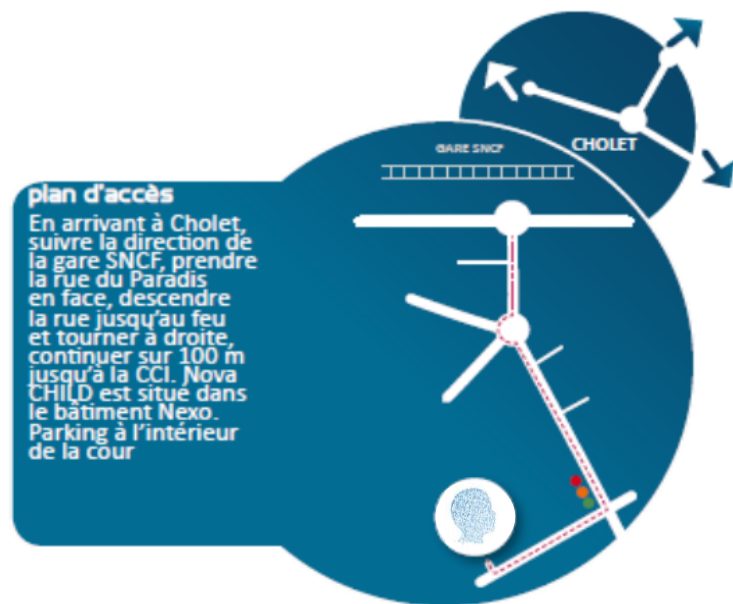 GARE SNCF
CHOLET
plan d'accès
En arrivant à Cholet,
suivre la direction de
la gare SNCF, prendre
la rue du Paradis
en face, descendre
la rue jusqu'au feu
et tourner à droite,
continuer sur 100 m
jusqu'à la CCI. Nova
CHILD est situé dans
le bâtiment Nexo.
Parking à l'intérieur
de la cour